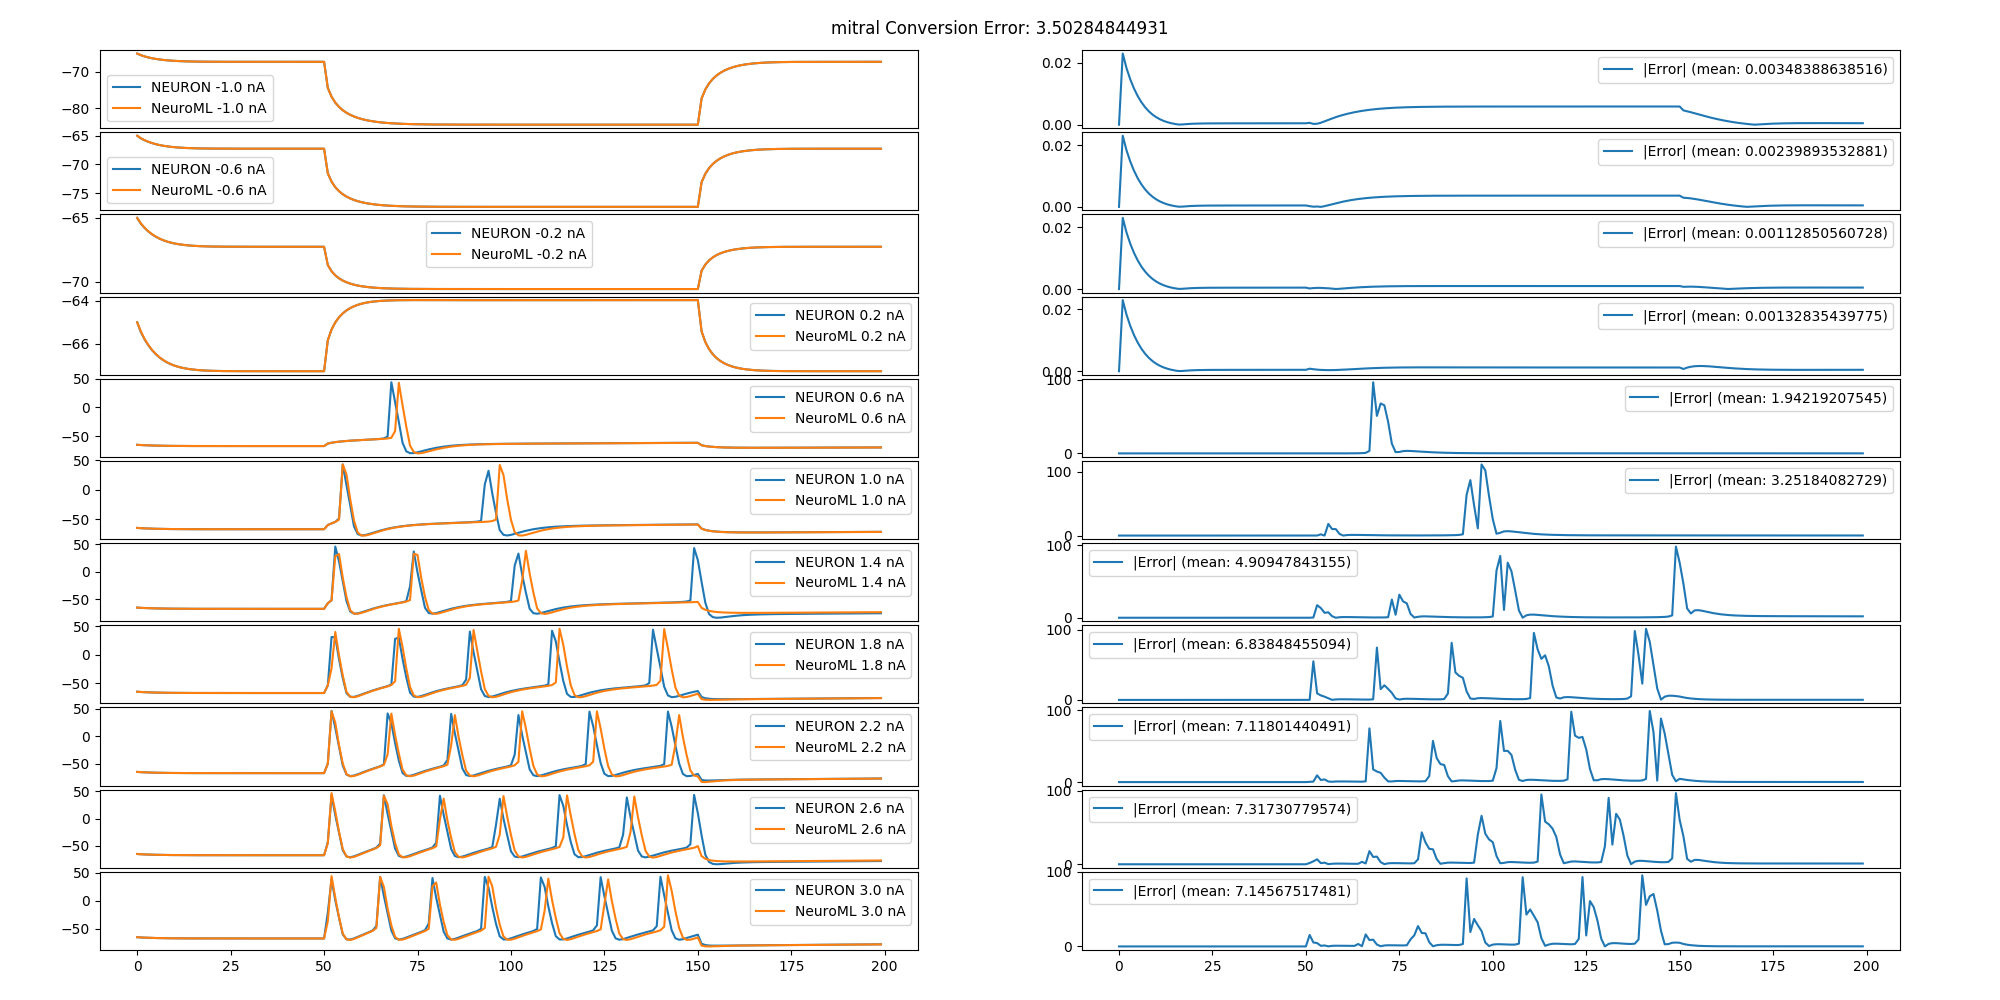 mitral Conversion Error: 3.50284844931
−70
−80
NEURON -1.0 nA
NeuroML -1.0 nA
0.02
0.00
|Error| (mean: 0.00348388638516)
−65
−70
−75
NEURON -0.6 nA
NeuroML -0.6 nA
0.02
0.00
|Error| (mean: 0.00239893532881)
−65
−70
NEURON -0.2 nA
NeuroML -0.2 nA
0.02
0.00
|Error| (mean: 0.00112850560728)
−64
−66
NEURON 0.2 nA
NeuroML 0.2 nA
0.02
0.00
|Error| (mean: 0.00132835439775)
50
0
−50
NEURON 0.6 nA
NeuroML 0.6 nA
100
0
|Error| (mean: 1.94219207545)
50
0
−50
NEURON 1.0 nA
NeuroML 1.0 nA
100
0
|Error| (mean: 3.25184082729)
50
0
−50
NEURON 1.4 nA
NeuroML 1.4 nA
100
0
|Error| (mean: 4.90947843155)
50
0
−50
NEURON 1.8 nA
NeuroML 1.8 nA
100
0
|Error| (mean: 6.83848455094)
50
0
−50
NEURON 2.2 nA
NeuroML 2.2 nA
100
0
|Error| (mean: 7.11801440491)
50
0
−50
NEURON 2.6 nA
NeuroML 2.6 nA
100
0
|Error| (mean: 7.31730779574)
50
0
−50
NEURON 3.0 nA
NeuroML 3.0 nA
100
0
|Error| (mean: 7.14567517481)
0 25 50 75 100 125 150 175 200
0 25 50 75 100 125 150 175 200